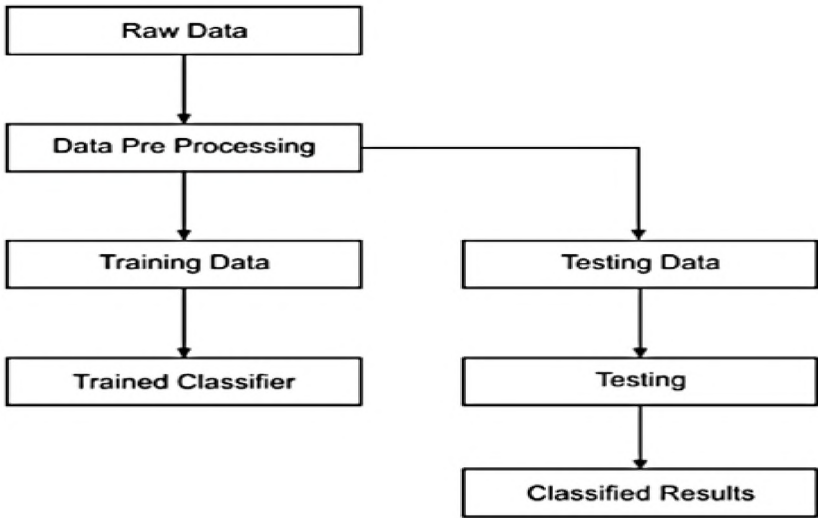 Raw Data
Data Pre Processing
Training Data
Testing Data
Trained Classifier
Testing
Classified Results